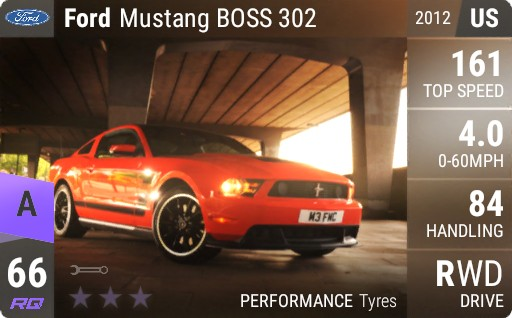 Ford
Ford Mustang BOSS 302
2012 US
161
TOP SPEED
4.0
0-60MPH
84
HANDLING
RWD
DRIVE
A
66
RQ
M3 FMC
PERFORMANCE Tyres